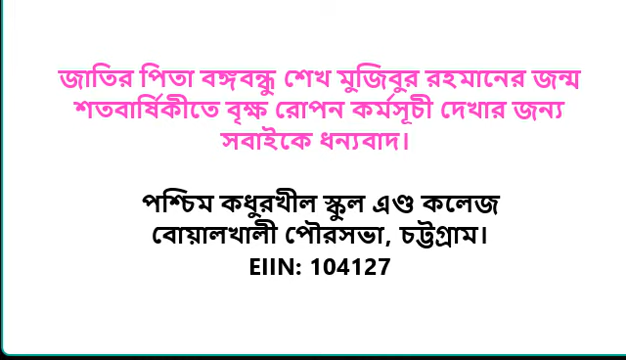 জাতির পিতা বঙ্গবন্ধু শেখ মুজিবুর রহমানের জন্ম
শতবার্ষিকীতে বৃক্ষ রোপন কর্মসূচী দেখার জন্য
সবাইকে ধন্যবাদ।
পশ্চিম কধুরখীল স্কুল এণ্ড কলেজ
বোয়ালখালী পৌরসভা, চট্টগ্রাম।
EIIN: 104127